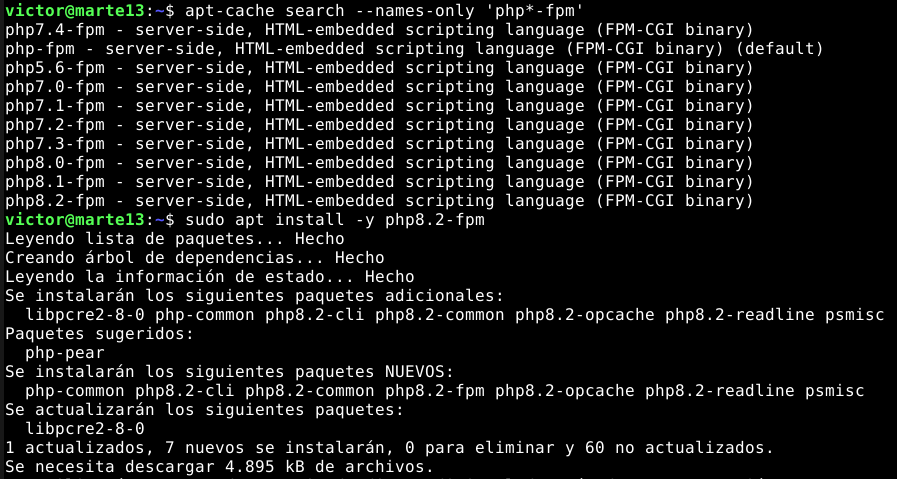 victor@marte13:~$ apt-cache search --names-only 'php*-fpm'
php7.4-fpm - server-side, HTML-embedded scripting language (FPM-CGI binary)
php-fpm - server-side, HTML-embedded scripting language (FPM-CGI binary) (default)
php5.6-fpm - server-side, HTML-embedded scripting language (FPM-CGI binary)
php7.0-fpm - server-side, HTML-embedded scripting language (FPM-CGI binary)
php7.1-fpm - server-side, HTML-embedded scripting language (FPM-CGI binary)
php7.2-fpm - server-side, HTML-embedded scripting language (FPM-CGI binary)
php7.3-fpm - server-side, HTML-embedded scripting language (FPM-CGI binary)
php8.0-fpm - server-side, HTML-embedded scripting language (FPM-CGI binary)
php8.1-fpm - server-side, HTML-embedded scripting language (FPM-CGI binary)
php8.2-fpm - server-side, HTML-embedded scripting language (FPM-CGI binary)
victor@marte13:~$ sudo apt install -y php8.2-fpm
Leyendo lista de paquetes... Hecho
Creando árbol de dependencias... Hecho
Leyendo la información de estado... Hecho
Se instalarán los siguientes paquetes adicionales:
  libpcre2-8-0 php-common php8.2-cli php8.2-common php8.2-opcache php8.2-readline psmisc
Paquetes sugeridos:
  php-pear
Se instalarán los siguientes paquetes NUEVOS:
  php-common php8.2-cli php8.2-common php8.2-fpm php8.2-opcache php8.2-readline psmisc
Se actualizarán los siguientes paquetes:
  libpcre2-8-0
1 actualizados, 7 nuevos se instalarán, 0 para eliminar y 60 no actualizados.
Se necesita descargar 4.895 kB de archivos.